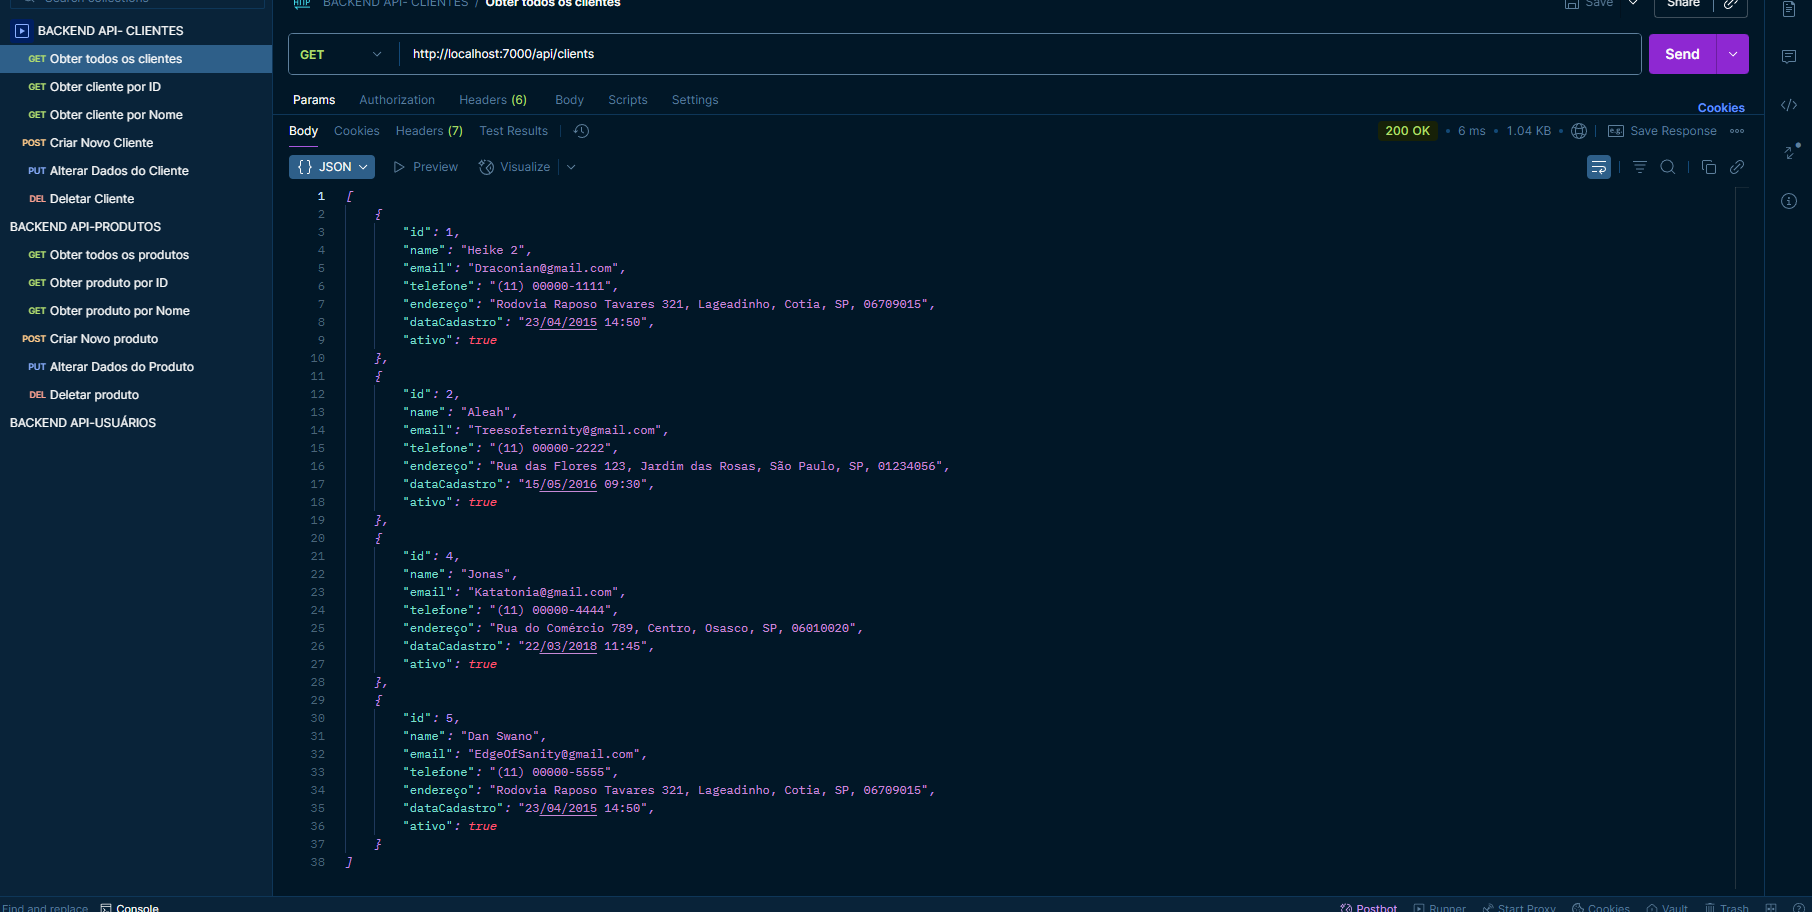 Search collections
BACKEND API- CLIENTES
GET Obter todos os clientes
GET Obter cliente por ID
GET Obter cliente por Nome
POST Criar Novo Cliente
PUT Alterar Dados do Cliente
DEL Deletar Cliente
BACKEND API-PRODUTOS
GET Obter todos os produtos
GET Obter produto por ID
GET Obter produto por Nome
POST Criar Novo produto
PUT Alterar Dados do Produto
DEL Deletar produto
BACKEND API-USUÁRIOS
HTTP BACKEND API- CLIENTES / Obter todos os clientes
Save Share
GET http://localhost:7000/api/clients
Send
Params Authorization Headers (6) Body Scripts Settings
Cookies
Body Cookies Headers (7) Test Results
200 OK • 6 ms • 1.04 KB e.g. Save Response
{} JSON Preview Visualize
1 [
2 {
3 "id": 1,
4 "name": "Heike 2",
5 "email": "Draconian@gmail.com",
6 "telefone": "(11) 00000-1111",
7 "endereço": "Rodovia Raposo Tavares 321, Lageadinho, Cotia, SP, 06709015",
8 "dataCadastro": "23/04/2015 14:50",
9 "ativo": true
10 },
11 {
12 "id": 2,
13 "name": "Aleah",
14 "email": "Treesofeternity@gmail.com",
15 "telefone": "(11) 00000-2222",
16 "endereço": "Rua das Flores 123, Jardim das Rosas, São Paulo, SP, 01234056",
17 "dataCadastro": "15/05/2016 09:30",
18 "ativo": true
19 },
20 {
21 "id": 4,
22 "name": "Jonas",
23 "email": "Katatonia@gmail.com",
24 "telefone": "(11) 00000-4444",
25 "endereço": "Rua do Comércio 789, Centro, Osasco, SP, 06010020",
26 "dataCadastro": "22/03/2018 11:45",
27 "ativo": true
28 },
29 {
30 "id": 5,
31 "name": "Dan Swano",
32 "email": "EdgeOfSanity@gmail.com",
33 "telefone": "(11) 00000-5555",
34 "endereço": "Rodovia Raposo Tavares 321, Lageadinho, Cotia, SP, 06709015",
35 "dataCadastro": "23/04/2015 14:50",
36 "ativo": true
37 }
38 ]
Find and replace Console
Postbot Runner Start Proxy Cookies Vault Trash